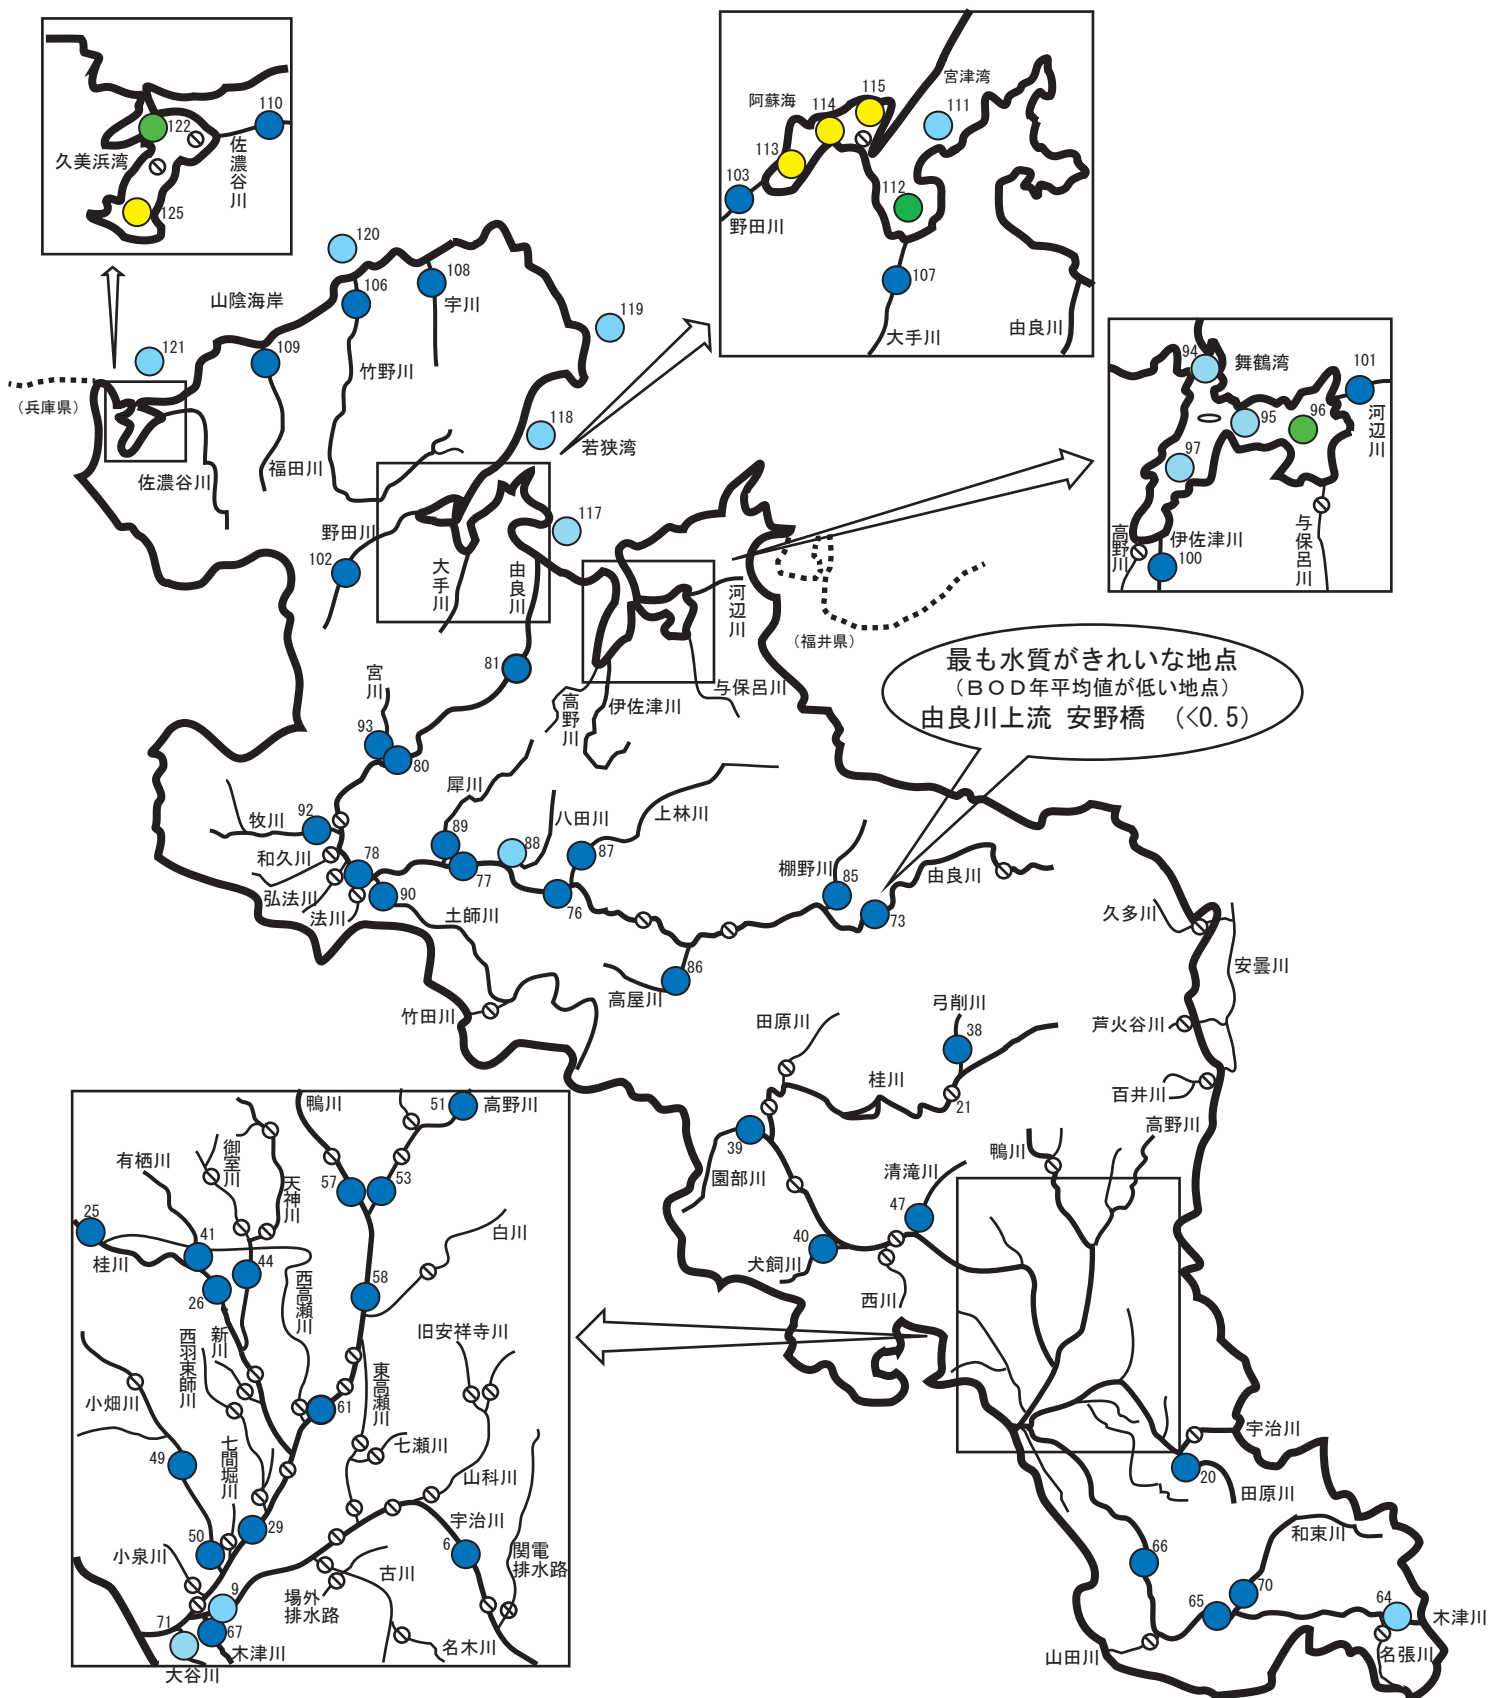 110
122
久美浜湾
佐濃谷川
125
宮津湾
阿蘇海
115
114
111
113
103
112
野田川
107
大手川
由良川
120
108
106
山陰海岸
宇川
119
121
109
竹野川
(兵庫県)
118
若狭湾
福田川
佐濃谷川
94
舞鶴湾
101
95
96
河辺川
97
高野川
伊佐津川
100
与保呂川
野田川
117
102
大手川
由良川
河辺川
(福井県)
最も水質がきれいな地点
(BOD年平均値が低い地点)
由良川上流 安野橋 (<0.5)
81
宮川
高野川
伊佐津川
与保呂川
93
80
犀川
92
牧川
八田川
上林川
89
88
87
和久川
78
77
棚野川
85
由良川
弘法川
90
法川
土師川
76
73
久多川
86
高屋川
安曇川
竹田川
田原川
弓削川
38
芦火谷川
桂川
21
百井川
高野川
39
鴨川
園部川
清滝川
47
40
犬飼川
西川
鴨川
51
高野川
御室川
有栖川
天神川
57
53
25
41
白川
桂川
44
西高瀬川
58
26
新川
西羽束師川
旧安祥寺川
小畑川
東高瀬川
61
七瀬川
49
七間堀川
山科川
29
宇治川
50
小泉川
6
関電
排水路
古川
9
場外
排水路
71
67
木津川
名木川
大谷川
宇治川
20
田原川
和束川
66
70
65
64
木津川
山田川
名張川